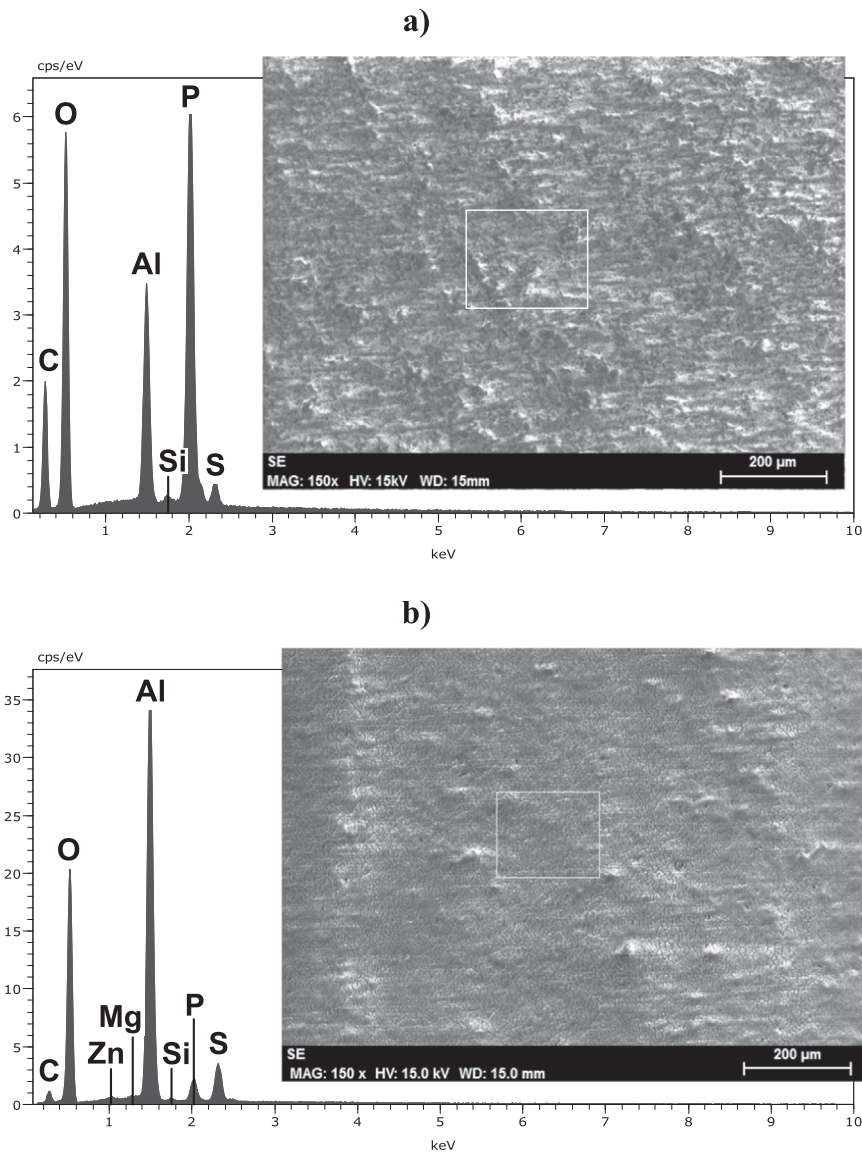 a)
cps/eV
6
5
4
3
2
1
0
C
O
Al
Si
P
S
SE
MAG: 150x HV: 15kV WD: 15mm
200 µm
1 2 3 4 5 6 7 8 9 10
keV
b)
cps/eV
35
30
25
20
15
10
5
0
C
O
Zn
Mg
Al
Si
P
S
SE
MAG: 150 x HV: 15.0 kV WD: 15.0 mm
200 µm
1 2 3 4 5 6 7 8 9 10
keV